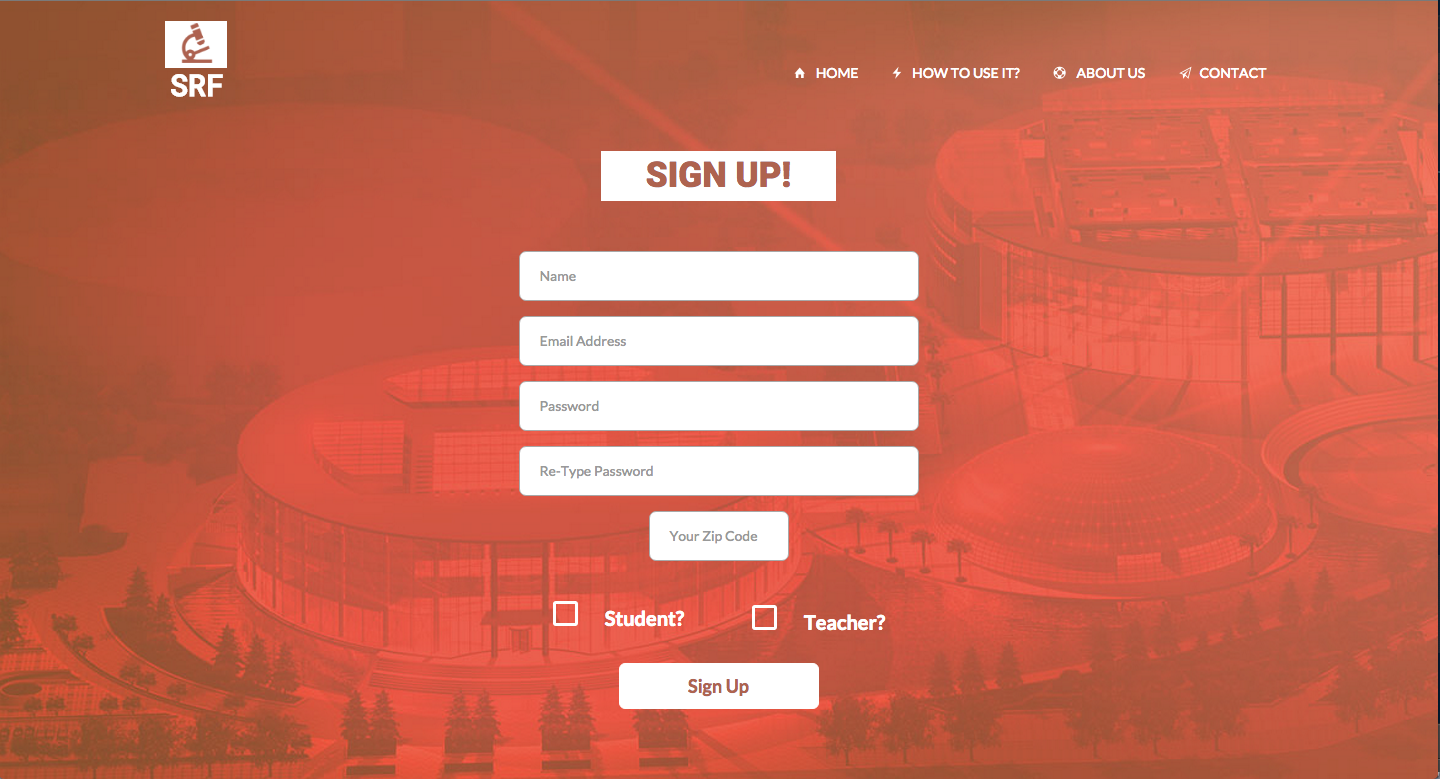 SRF
HOME HOW TO USE IT? ABOUT US CONTACT
SIGN UP!
Name
Email Address
Password
Re-Type Password
Your Zip Code
Student? Teacher?
Sign Up